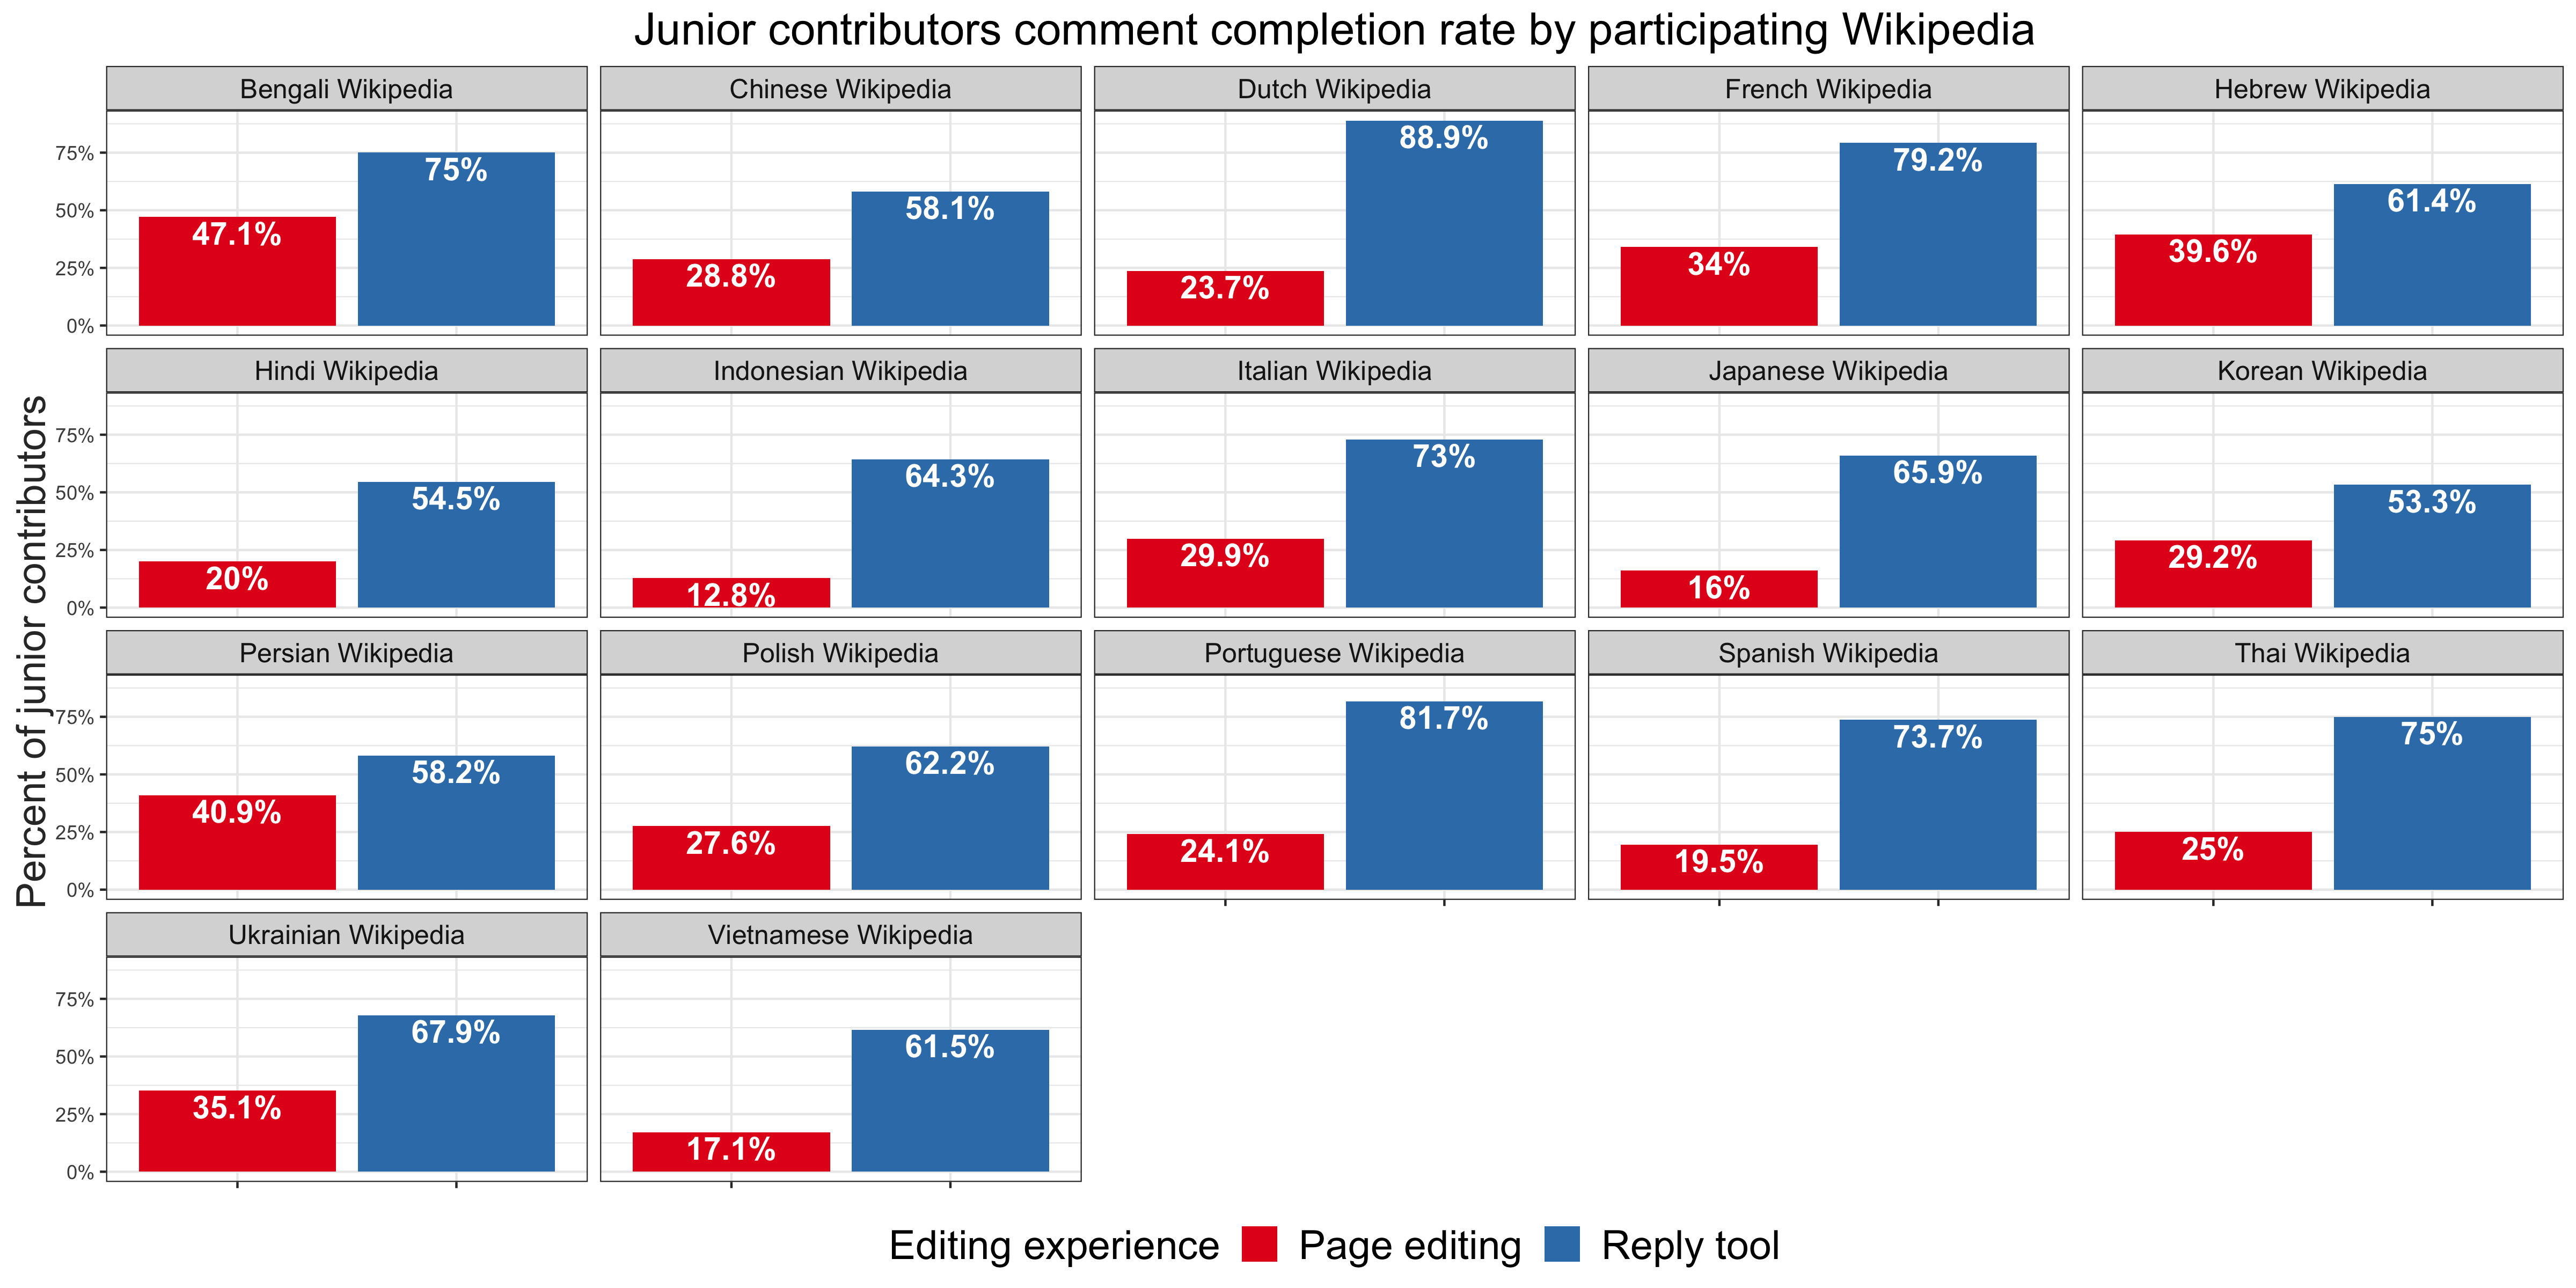 Junior contributors comment completion rate by participating Wikipedia
Percent of junior contributors
Bengali Wikipedia
Chinese Wikipedia
Dutch Wikipedia
French Wikipedia
Hebrew Wikipedia
75%
50%
25%
0%
47.1%
75%
28.8%
58.1%
23.7%
88.9%
34%
79.2%
39.6%
61.4%
Hindi Wikipedia
Indonesian Wikipedia
Italian Wikipedia
Japanese Wikipedia
Korean Wikipedia
75%
50%
25%
0%
20%
54.5%
12.8%
64.3%
29.9%
73%
16%
65.9%
29.2%
53.3%
Persian Wikipedia
Polish Wikipedia
Portuguese Wikipedia
Spanish Wikipedia
Thai Wikipedia
75%
50%
25%
0%
40.9%
58.2%
27.6%
62.2%
24.1%
81.7%
19.5%
73.7%
25%
75%
Ukrainian Wikipedia
Vietnamese Wikipedia
75%
50%
25%
0%
35.1%
67.9%
17.1%
61.5%
Editing experience Page editing Reply tool